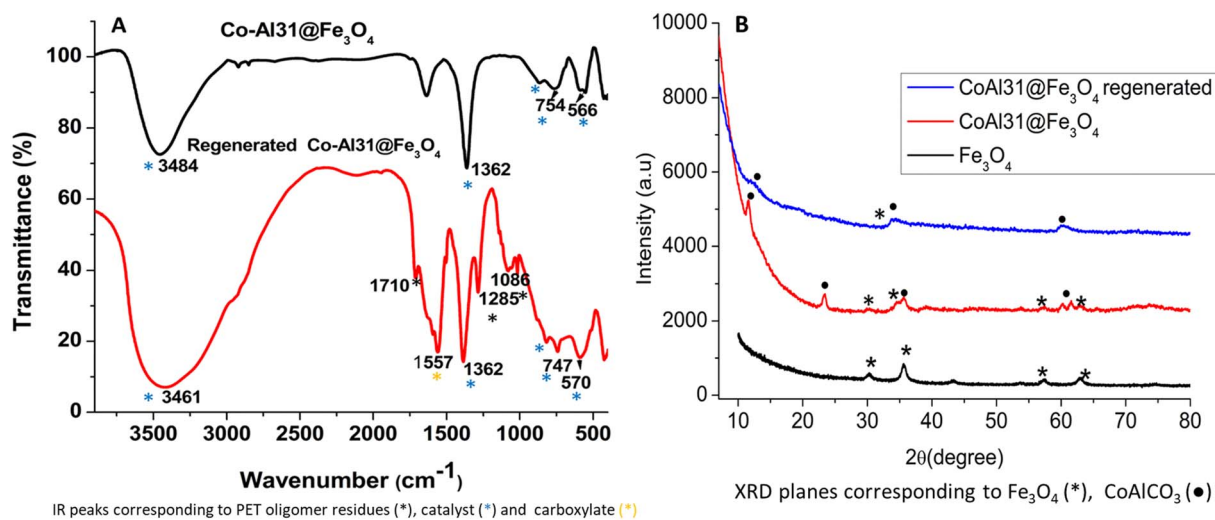 A
Co-Al31@Fe3O4
100
80
60
40
20
0
Transmittance (%)
* 3484
*
*
754
566
*
1362
*
Regenerated Co-Al31@Fe3O4
1710 *
1086
1285 *
*
* 3461
1557
*
1362
*
*
*
747
570
*
3500 3000 2500 2000 1500 1000 500
Wavenumber (cm-1)
IR peaks corresponding to PET oligomer residues (*), catalyst (*) and carboxylate (*)
B
10000
8000
6000
4000
2000
0
Intensity (a.u)
CoAl31@Fe3O4 regenerated
CoAl31@Fe3O4
Fe3O4
● * ● ●
● ● * * ● * ● *
* * * *
10 20 30 40 50 60 70 80
2θ(degree)
XRD planes corresponding to Fe3O4 (*), CoAlCO3 (●)